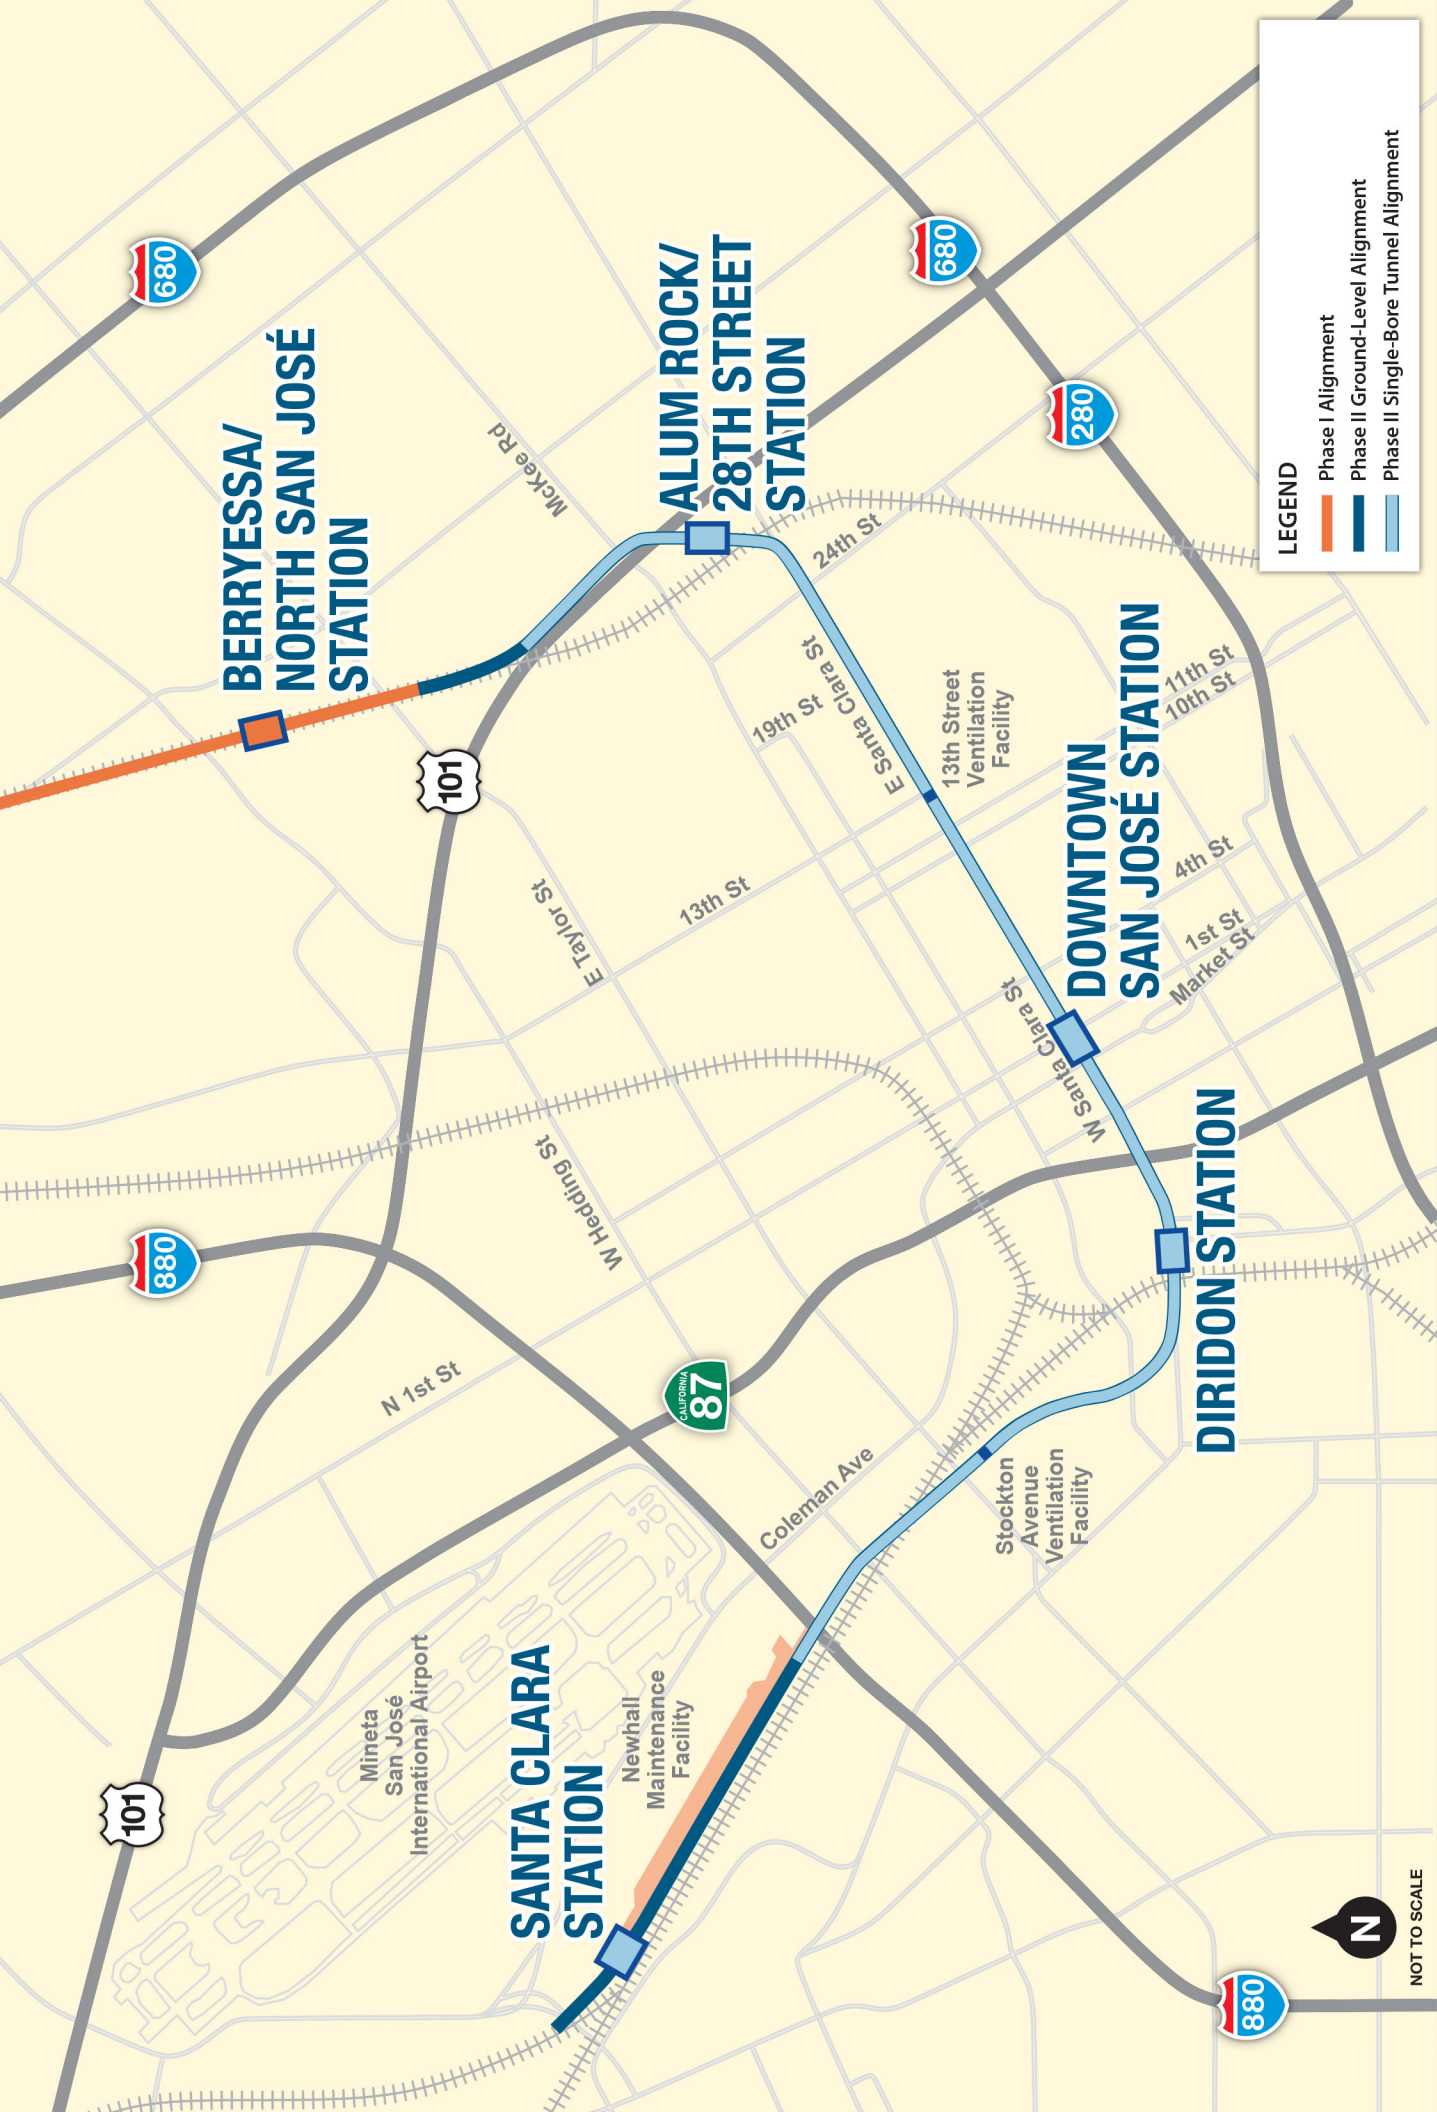 680
BERRYESSA/
NORTH SAN JOSÉ
STATION
101
880
McKee Rd
ALUM ROCK/
28TH STREET
STATION
680
280
24th St
E Santa Clara St
19th St
13th Street
Ventilation
Facility
11th St
10th St
E Taylor St
13th St
4th St
1st St
Market St
DOWNTOWN
SAN JOSÉ STATION
W Santa Clara St
W Hedding St
N 1st St
CALIFORNIA
87
DIRIDON STATION
Coleman Ave
Stockton
Avenue
Ventilation
Facility
Mineta
San José
International Airport
101
SANTA CLARA
STATION
Newhall
Maintenance
Facility
880
N
NOT TO SCALE
LEGEND
Phase I Alignment
Phase II Ground-Level Alignment
Phase II Single-Bore Tunnel Alignment